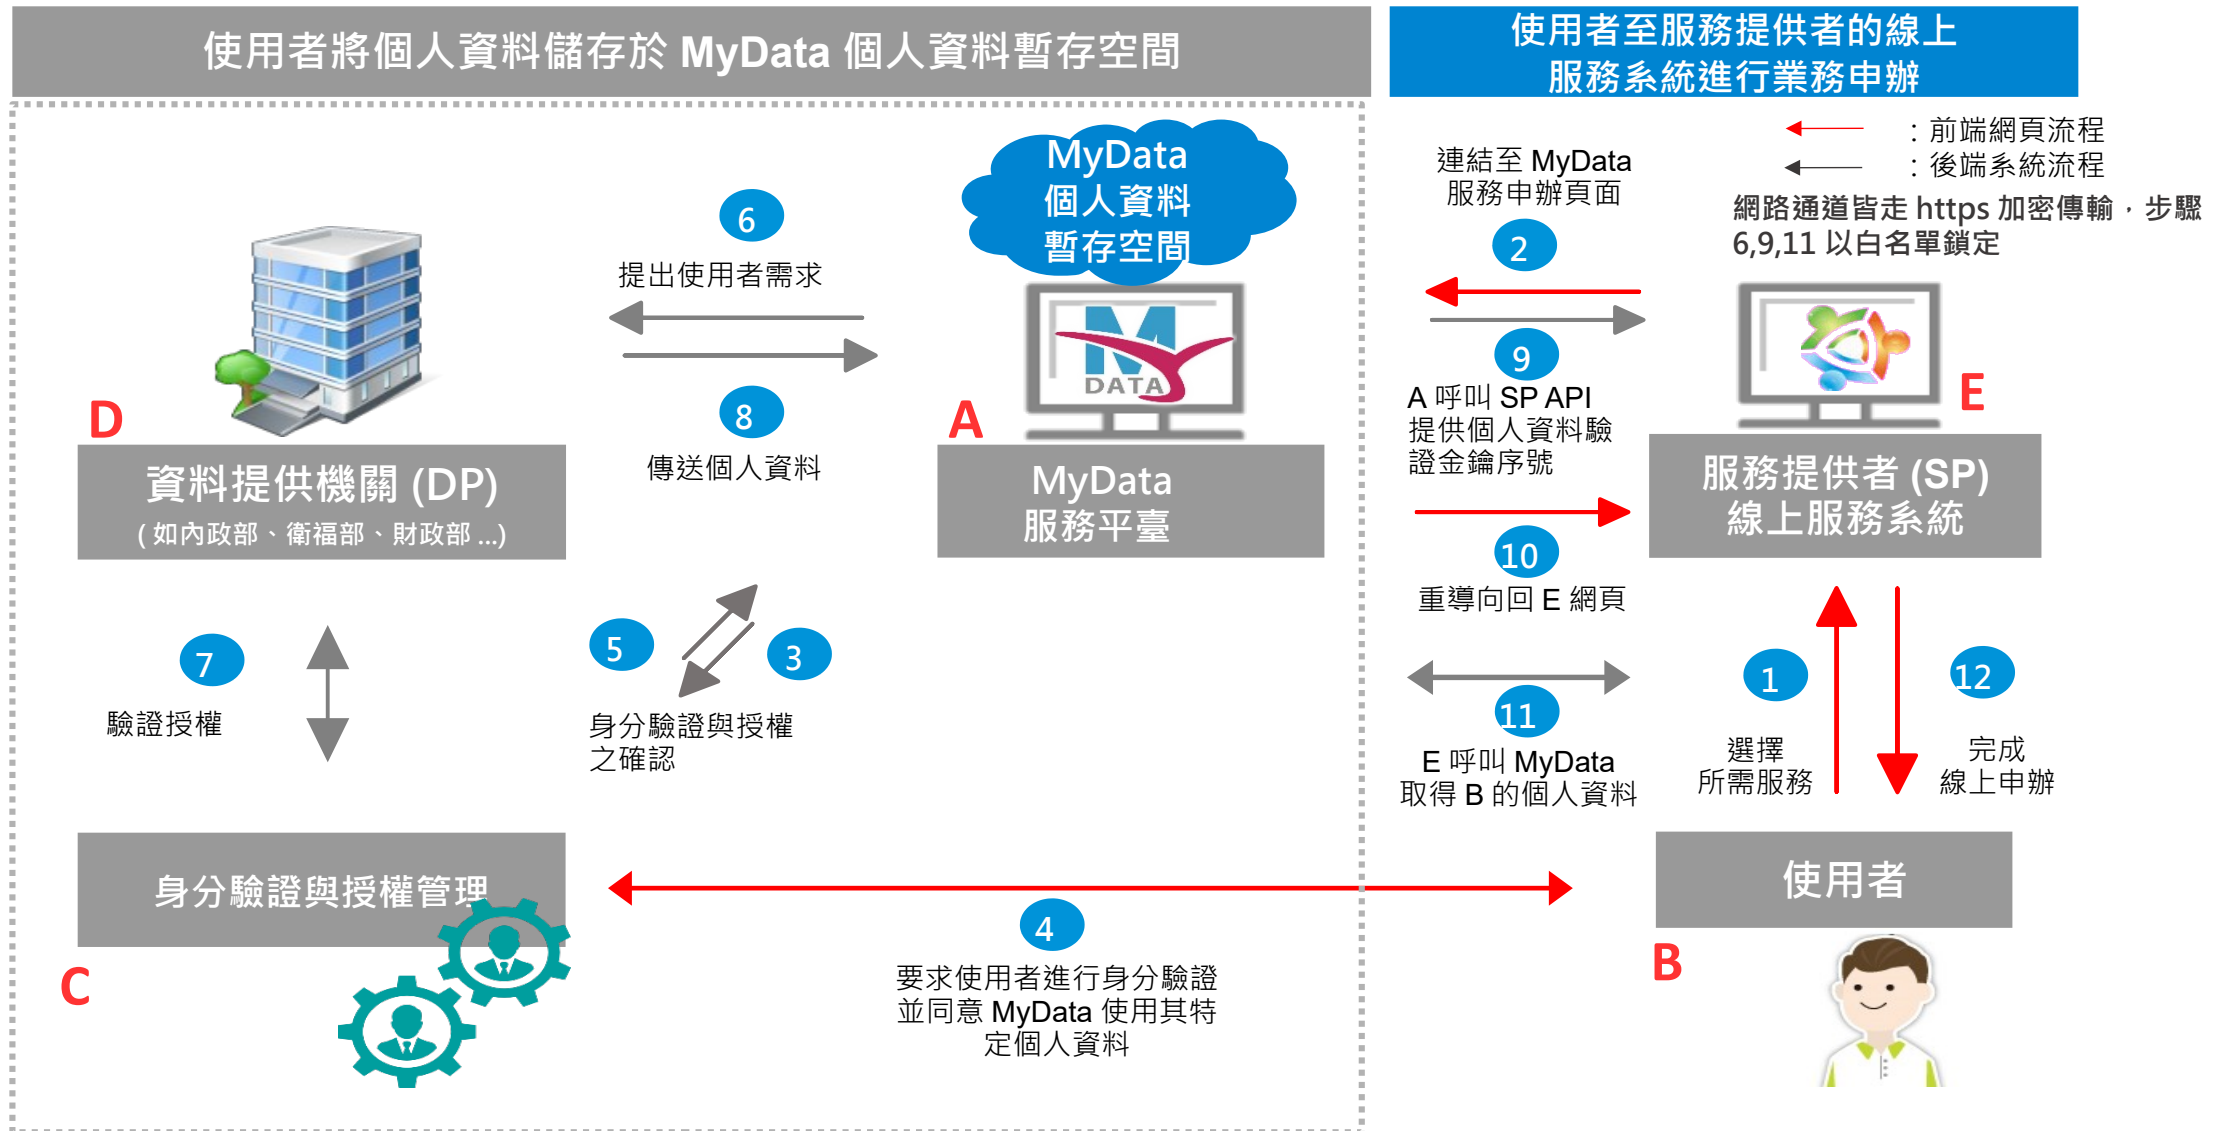 使用者將個人資料儲存於 MyData 個人資料暫存空間
使用者至服務提供者的線上
服務系統進行業務申辦
：前端網頁流程
：後端系統流程
網路通道皆走 https 加密傳輸，步驟
6,9,11 以白名單鎖定
MyData
個人資料
暫存空間
6
提出使用者需求
8
傳送個人資料
連結至 MyData
服務申辦頁面
2
9
A 呼叫 SP API
提供個人資料驗
證金鑰序號
10
重導向回 E 網頁
11
E 呼叫 MyData
取得 B 的個人資料
D
資料提供機關 (DP)
( 如內政部、衛福部、財政部 ...)
M
DATA
A
MyData
服務平臺
E
服務提供者 (SP)
線上服務系統
7
驗證授權
5
3
身分驗證與授權
之確認
1
選擇
所需服務
12
完成
線上申辦
身分驗證與授權管理
C
4
要求使用者進行身分驗證
並同意 MyData 使用其特
定個人資料
使用者
B